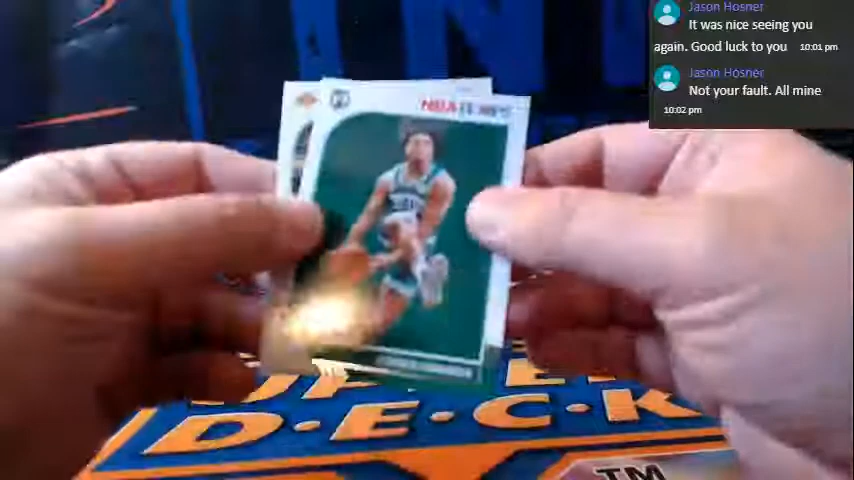 Jason Hosner
It was nice seeing you
again. Good luck to you 10:01 pm
Jason Hosner
Not your fault. All mine
10:02 pm
NBA HOOPS
D·E·C·K
TM